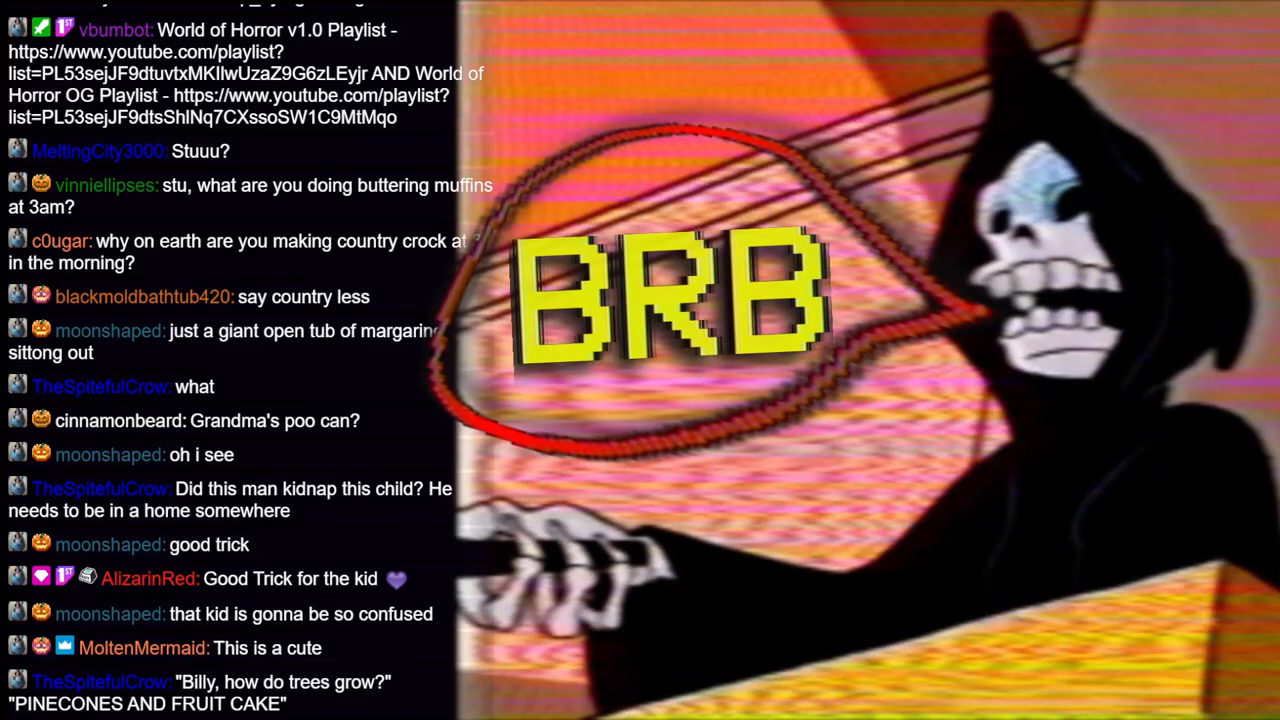 vbumbot: World of Horror v1.0 Playlist -
https://www.youtube.com/playlist?
list=PL53sejJF9dtuvtxMKIlwUzaZ9G6zLEyjr AND World of
Horror OG Playlist - https://www.youtube.com/playlist?
list=PL53sejJF9dtsShlNq7CXssoSW1C9MtMqo
MeltingCity3000: Stuuu?
vinniellipses: stu, what are you doing buttering muffins
at 3am?
c0ugar: why on earth are you making country crock at
in the morning?
blackmoldbathtub420: say country less
moonshaped: just a giant open tub of margarine
sittong out
TheSpitefulCrow: what
cinnamonbeard: Grandma's poo can?
moonshaped: oh i see
TheSpitefulCrow: Did this man kidnap this child? He
needs to be in a home somewhere
moonshaped: good trick
AlizarinRed: Good Trick for the kid
moonshaped: that kid is gonna be so confused
MoltenMermaid: This is a cute
TheSpitefulCrow: "Billy, how do trees grow?"
"PINECONES AND FRUIT CAKE"
BRB